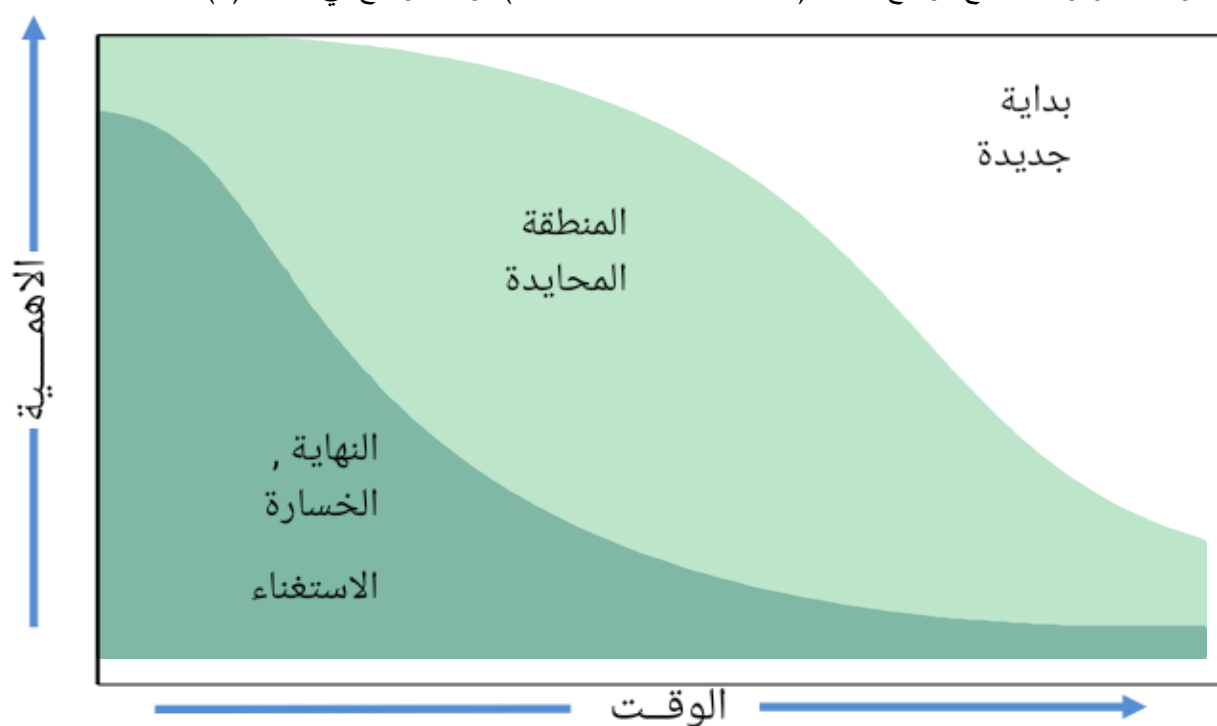 بداية
جديدة
المنطقة
المحايدة
الاهمـــية
النهاية ,
الخسارة
الاستغناء
الوقــت